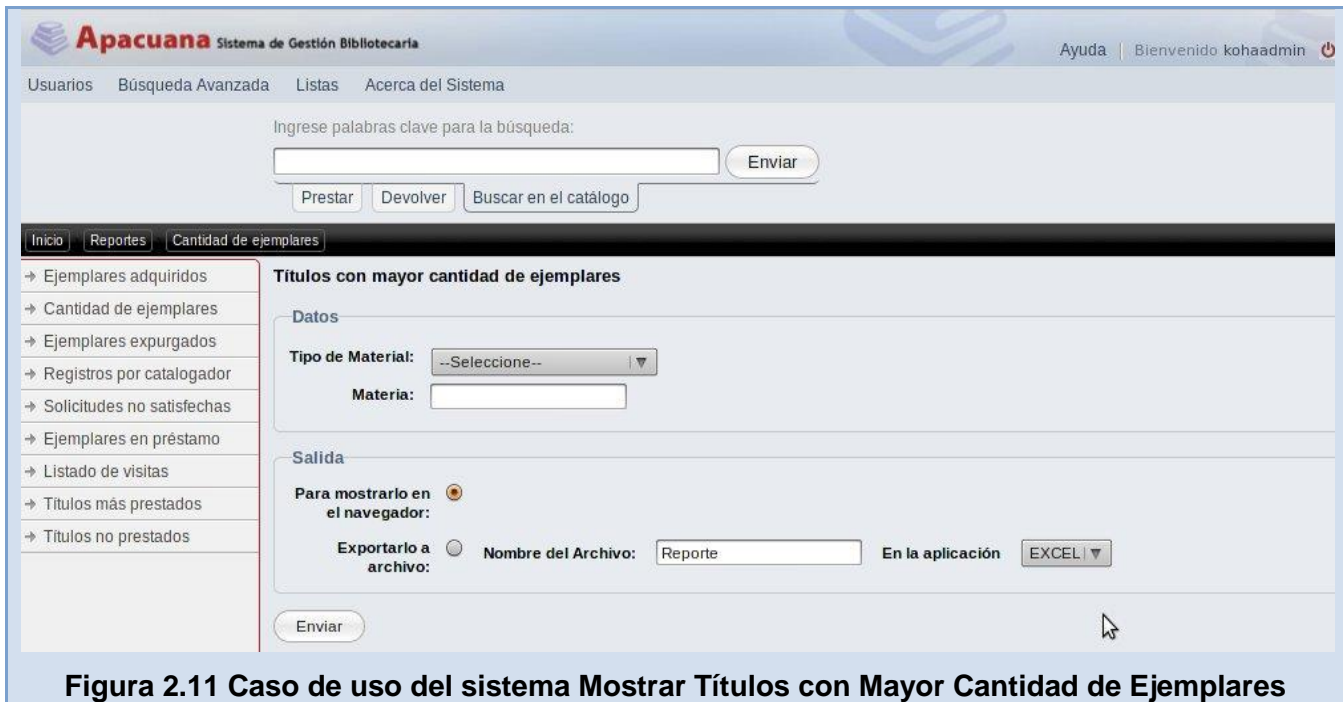 Apacuana Sistema de Gestión Bibliotecaria
Ayuda | Bienvenido kohaadmin
Usuarios Búsqueda Avanzada Listas Acerca del Sistema
Ingrese palabras clave para la búsqueda:
Enviar
Prestar Devolver Buscar en el catálogo
Inicio Reportes Cantidad de ejemplares
Ejemplares adquiridos
Cantidad de ejemplares
Ejemplares expurgados
Registros por catalogador
Solicitudes no satisfechas
Ejemplares en préstamo
Listado de visitas
Títulos más prestados
Títulos no prestados
Títulos con mayor cantidad de ejemplares
Datos
Tipo de Material: --Seleccione--
Materia:
Salida
Para mostrarlo en
el navegador:
Exportarlo a
archivo:
Nombre del Archivo: Reporte En la aplicación EXCEL
Enviar
Figura 2.11 Caso de uso del sistema Mostrar Títulos con Mayor Cantidad de Ejemplares